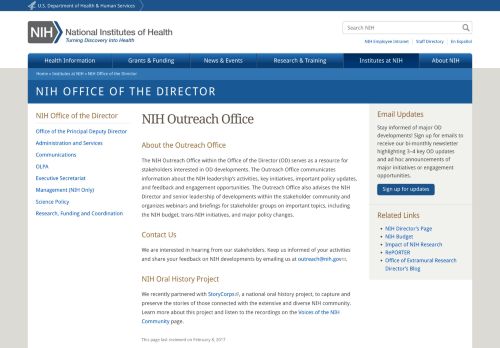 U.S. Department of Health & Human Services
Search NIH
NIH National Institutes of Health
Turning Discovery Into Health
NIH Employee Intranet | Staff Directory | En Español
Health Information
Grants & Funding
News & Events
Research & Training
Institutes at NIH
About NIH
Home » Institutes at NIH » NIH Office of the Director
NIH OFFICE OF THE DIRECTOR
NIH Office of the Director
Office of the Principal Deputy Director
Administration and Services
Communications
OLPA
Executive Secretariat
Management (NIH Only)
Science Policy
Research, Funding and Coordination
NIH Outreach Office
About the Outreach Office
The NIH Outreach Office within the Office of the Director (OD) serves as a resource for
stakeholders interested in OD developments. The Outreach Office communicates
information about the NIH leadership's activities, key initiatives, important policy updates,
and feedback and engagement opportunities. The Outreach Office also advises the NIH
Director and senior leadership of developments within the stakeholder community and
organizes webinars and briefings for stakeholder groups on important topics, including
the NIH budget, trans-NIH initiatives, and major policy changes.
Contact Us
We are interested in hearing from our stakeholders. Keep us informed of your activities
and share your feedback on NIH developments by emailing us at outreach@nih.gov.
NIH Oral History Project
We recently partnered with StoryCorps, a national oral history project, to capture and
preserve the stories of those connected with the extensive and diverse NIH community.
Learn more about this project and listen to the recordings on the Voices of the NIH
Community page.
This page last reviewed on February 8, 2017
Email Updates
Stay informed of major OD
developments! Sign up for emails to
receive our bi-monthly newsletter
highlighting 3–4 key OD updates
and ad hoc announcements of
major initiatives or engagement
opportunities.
Sign up for updates
Related Links
• NIH Director's Page
• NIH Budget
• Impact of NIH Research
• RePORTER
• Office of Extramural Research
Director's Blog